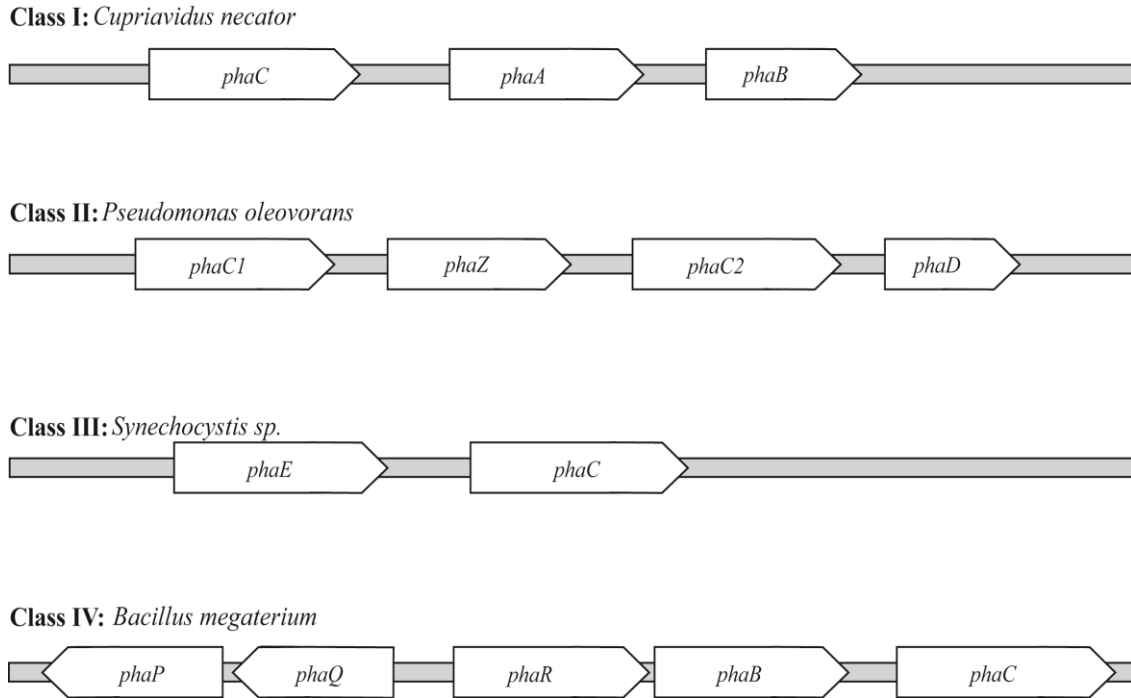 Class I: Cupriavidus necator
phaC phaA phaB
Class II: Pseudomonas oleovorans
phaC1 phaZ phaC2 phaD
Class III: Synechocystis sp.
phaE phaC
Class IV: Bacillus megaterium
phaP phaQ phaR phaB phaC